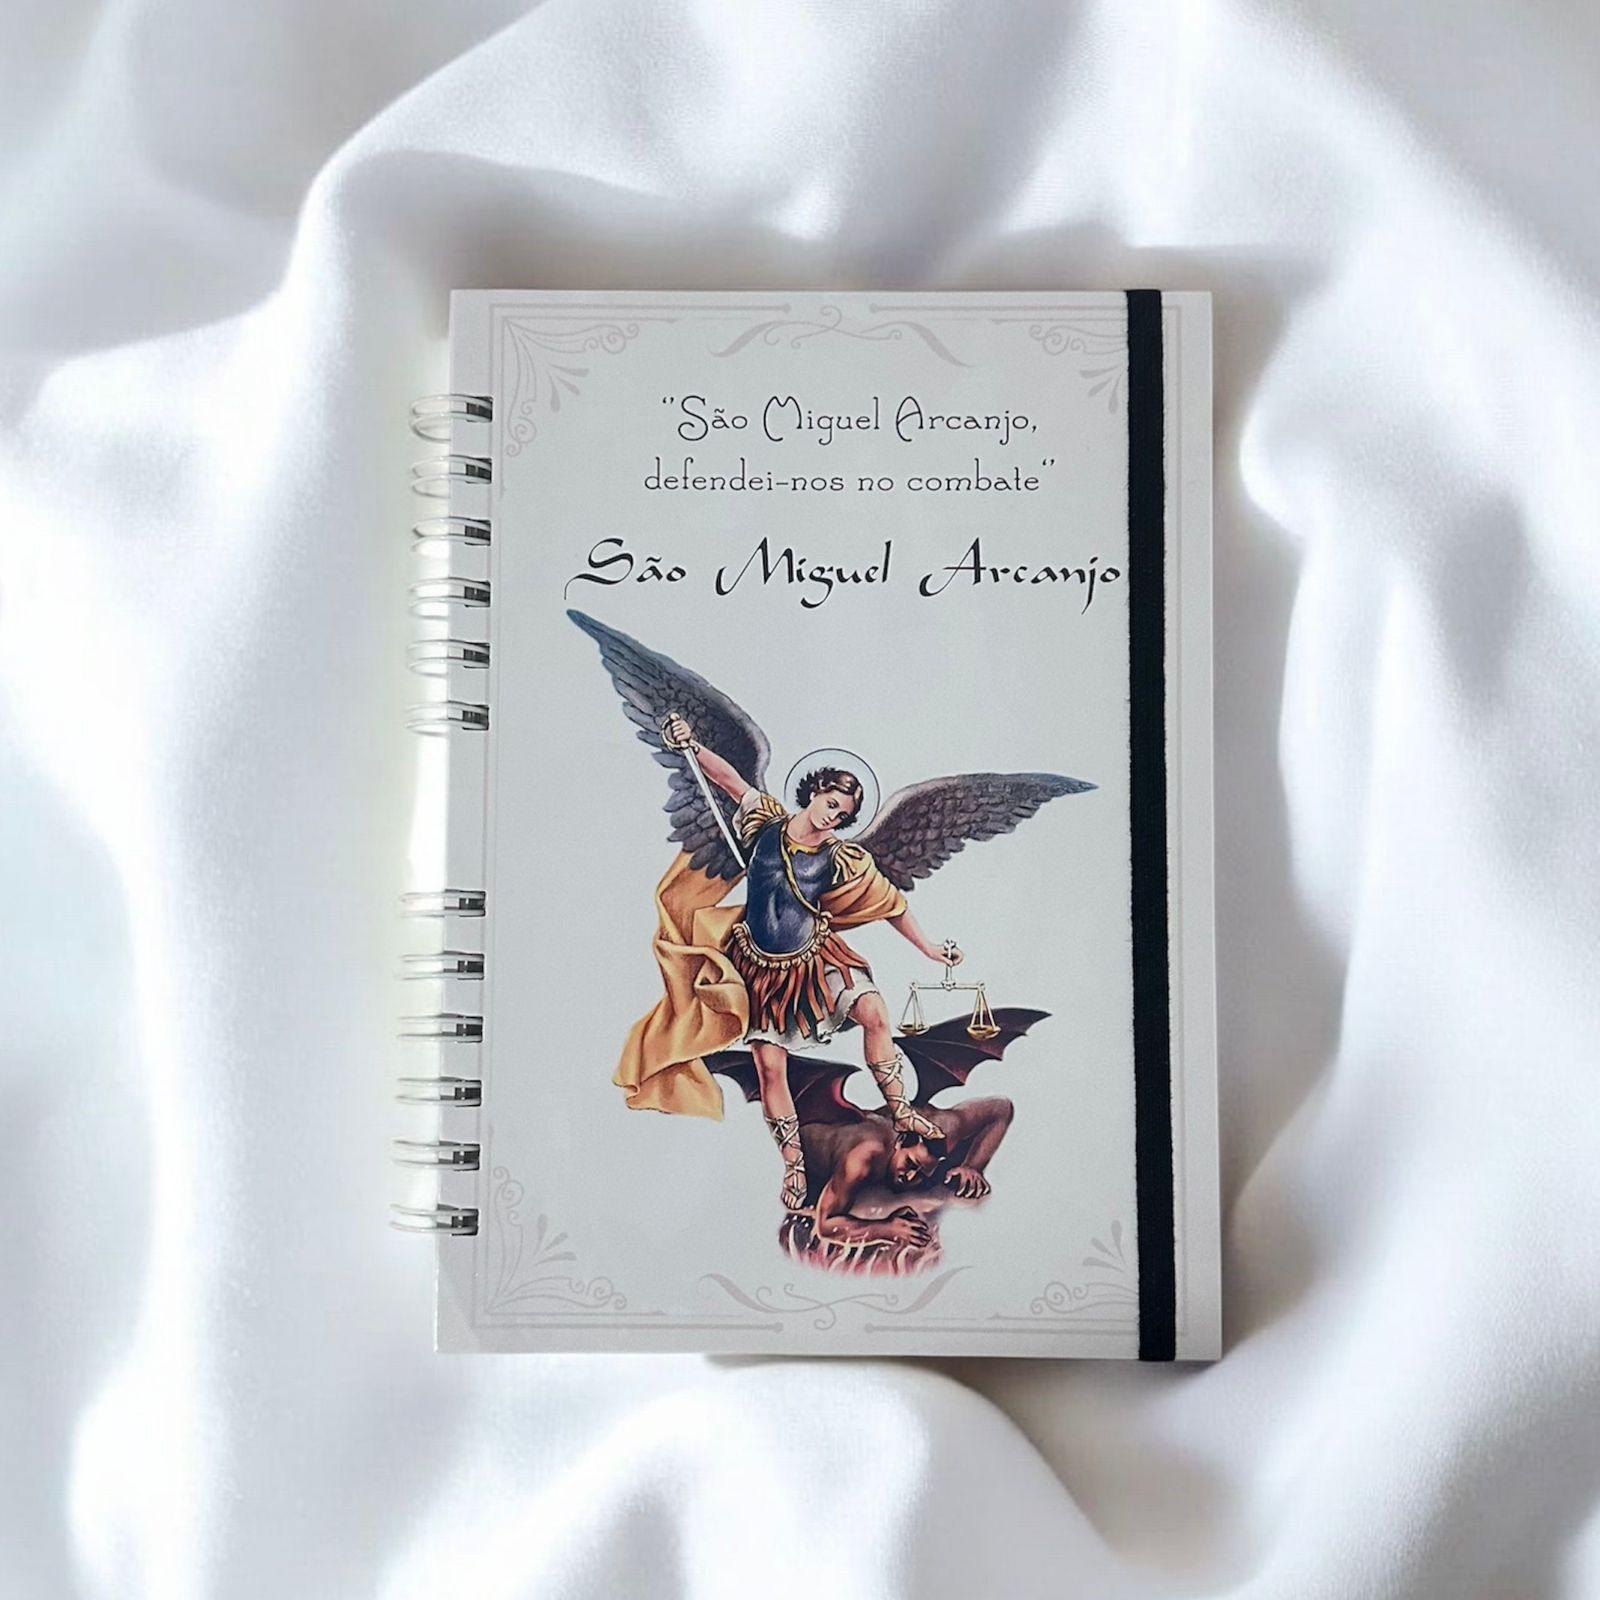 “São Miguel Arcanjo,
defendei-nos no combate“
São Miguel Arcanjo